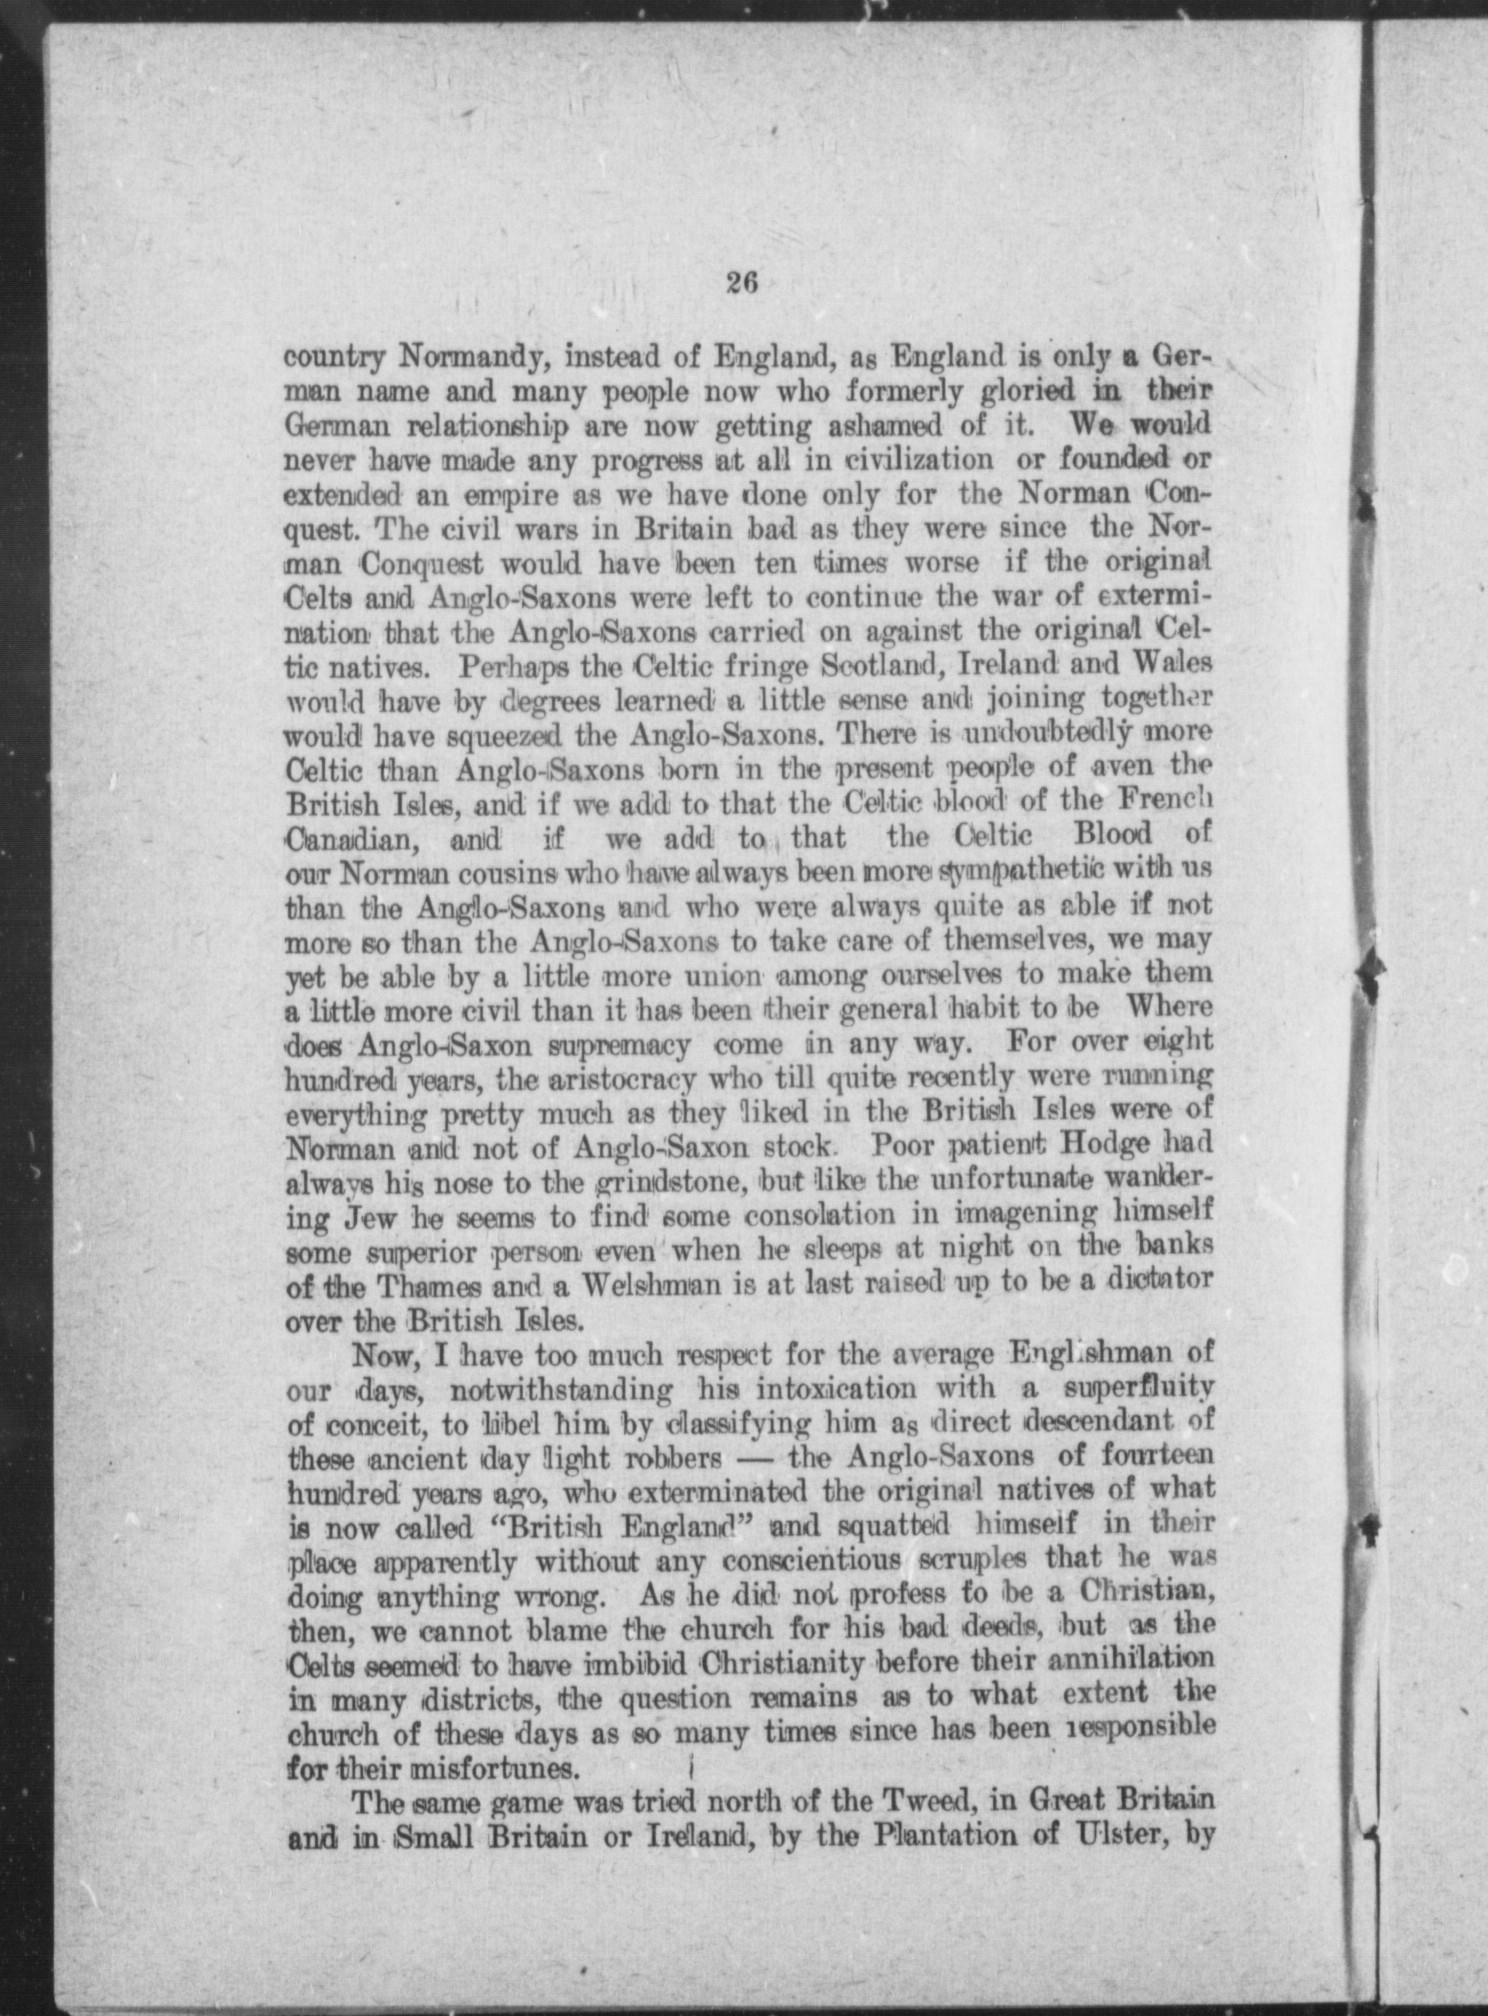 26
country Normandy, instead of England, as England is only a Ger-
man name and many people now who formerly gloried in their
German relationship are now getting ashamed of it. We would
never have made any progress at all in civilization or founded or
extended an empire as we have done only for the Norman Con-
quest. The civil wars in Britain bad as they were since the Nor-
man Conquest would have been ten times worse if the original
Celts and Anglo-Saxons were left to continue the war of extermi-
nation that the Anglo-Saxons carried on against the original Cel-
tic natives. Perhaps the Celtic fringe Scotland, Ireland and Wales
would have by degrees learned a little sense and joining together
would have squeezed the Anglo-Saxons. There is undoubtedly more
Celtic than Anglo-Saxons born in the present people of aven the
British Isles, and if we add to that the Celtic blood of the French
Canadian, and if we add to that the Celtic Blood of
our Norman cousins who have always been more sympathetic with us
than the Anglo-Saxons and who were always quite as able if not
more so than the Anglo-Saxons to take care of themselves, we may
yet be able by a little more union among ourselves to make them
a little more civil than it has been their general habit to be Where
does Anglo-Saxon supremacy come in any way. For over eight
hundred years, the aristocracy who till quite recently were running
everything pretty much as they liked in the British Isles were of
Norman and not of Anglo-Saxon stock. Poor patient Hodge had
always his nose to the grindstone, but like the unfortunate wander-
ing Jew he seems to find some consolation in imagening himself
some superior person even when he sleeps at night on the banks
of the Thames and a Welshman is at last raised up to be a dictator
over the British Isles.
Now, I have too much respect for the average Englishman of
our days, notwithstanding his intoxication with a superfluity
of conceit, to libel him by classifying him as direct descendant of
these ancient day light robbers — the Anglo-Saxons of fourteen
hundred years ago, who exterminated the original natives of what
is now called "British England" and squatted himself in their
place apparently without any conscientious scruples that he was
doing anything wrong. As he did not profess to be a Christian,
then, we cannot blame the church for his bad deeds, but as the
Celts seemed to have imbibid Christianity before their annihilation
in many districts, the question remains as to what extent the
church of these days as so many times since has been responsible
for their misfortunes.
The same game was tried north of the Tweed, in Great Britain
and in Small Britain or Ireland, by the Plantation of Ulster, by